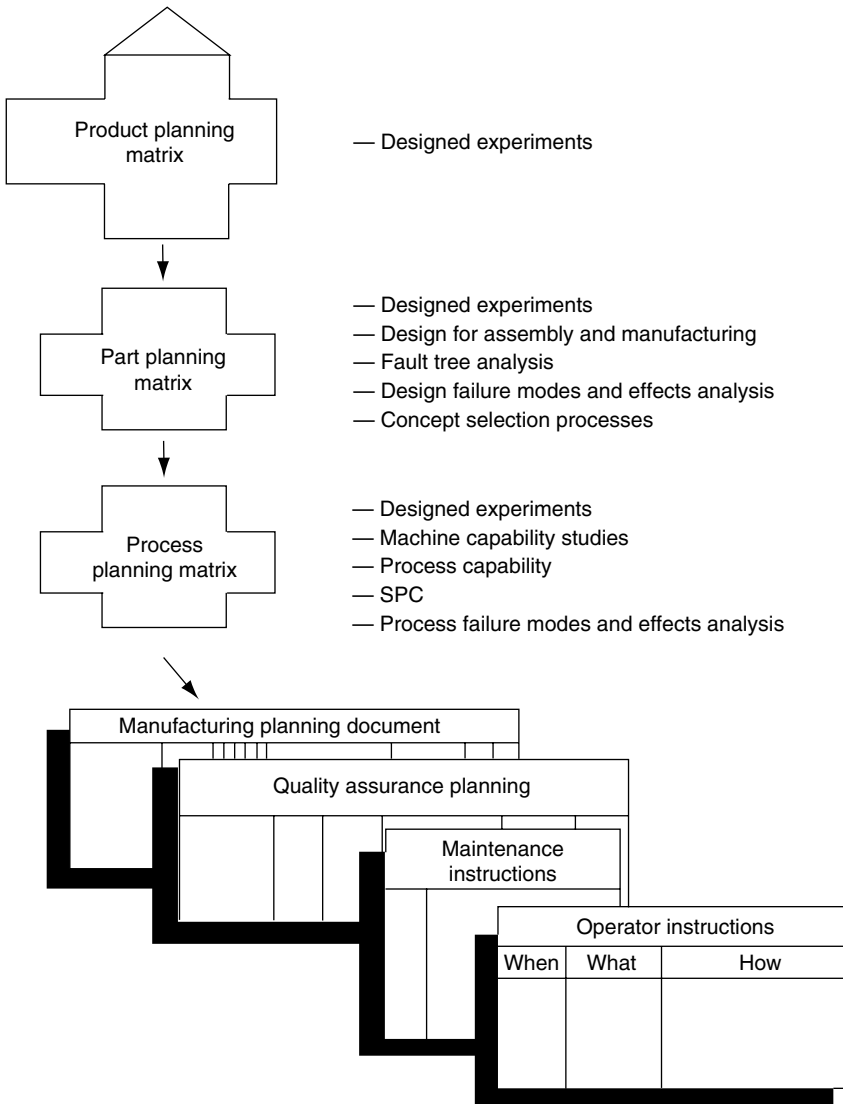 Product planning
matrix
— Designed experiments
Part planning
matrix
— Designed experiments
— Design for assembly and manufacturing
— Fault tree analysis
— Design failure modes and effects analysis
— Concept selection processes
Process
planning matrix
— Designed experiments
— Machine capability studies
— Process capability
— SPC
— Process failure modes and effects analysis
Manufacturing planning document
Quality assurance planning
Maintenance
instructions
Operator instructions
When What How